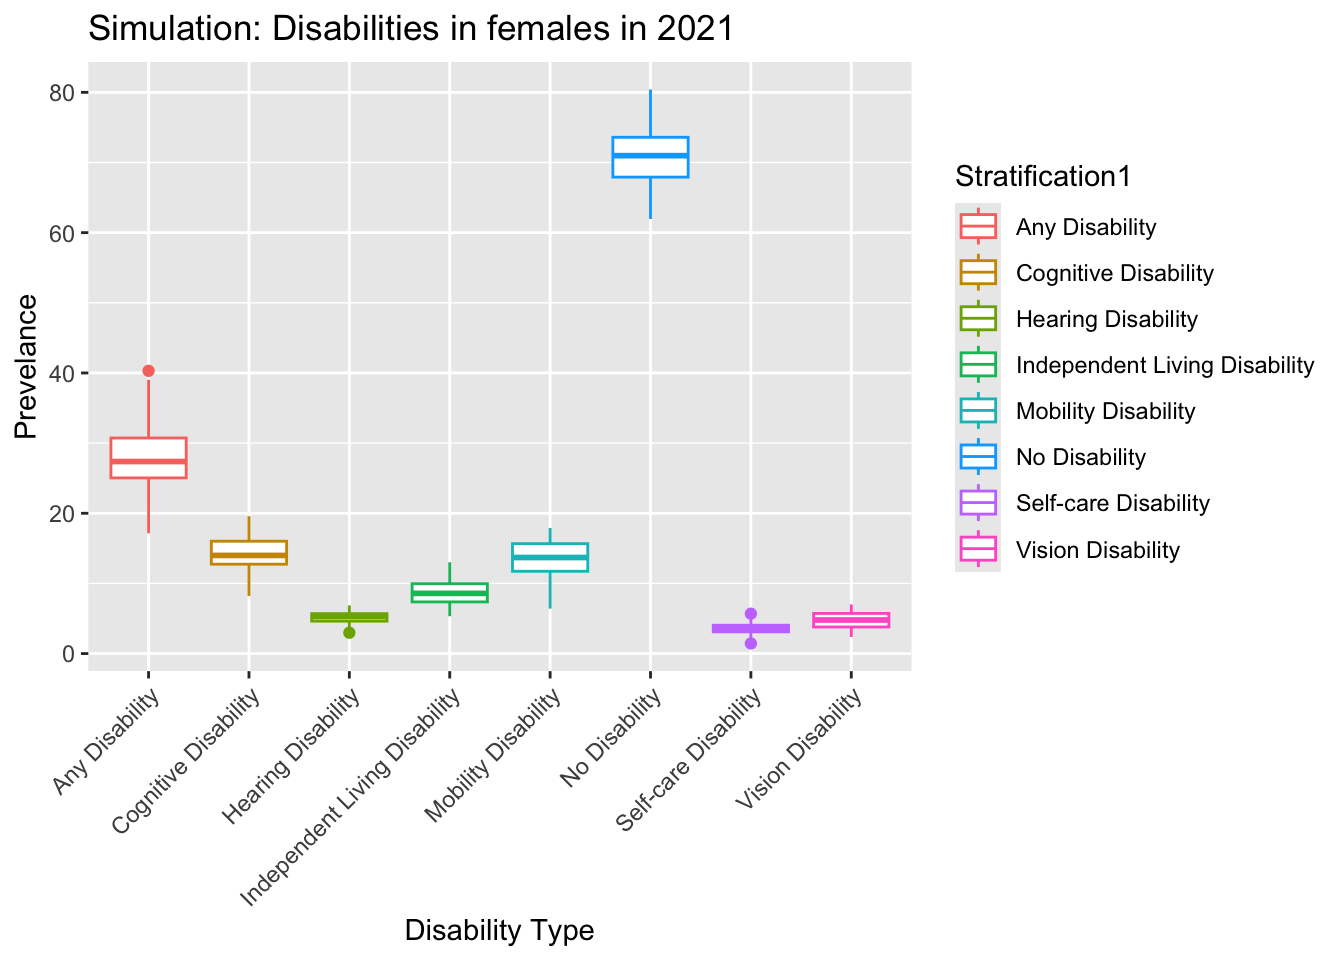 Simulation: Disabilities in females in 2021
Prevelance
80
60
40
20
0
Any Disability
Cognitive Disability
Hearing Disability
Independent Living Disability
Mobility Disability
No Disability
Self-care Disability
Vision Disability
Disability Type
Stratification1
Any Disability
Cognitive Disability
Hearing Disability
Independent Living Disability
Mobility Disability
No Disability
Self-care Disability
Vision Disability